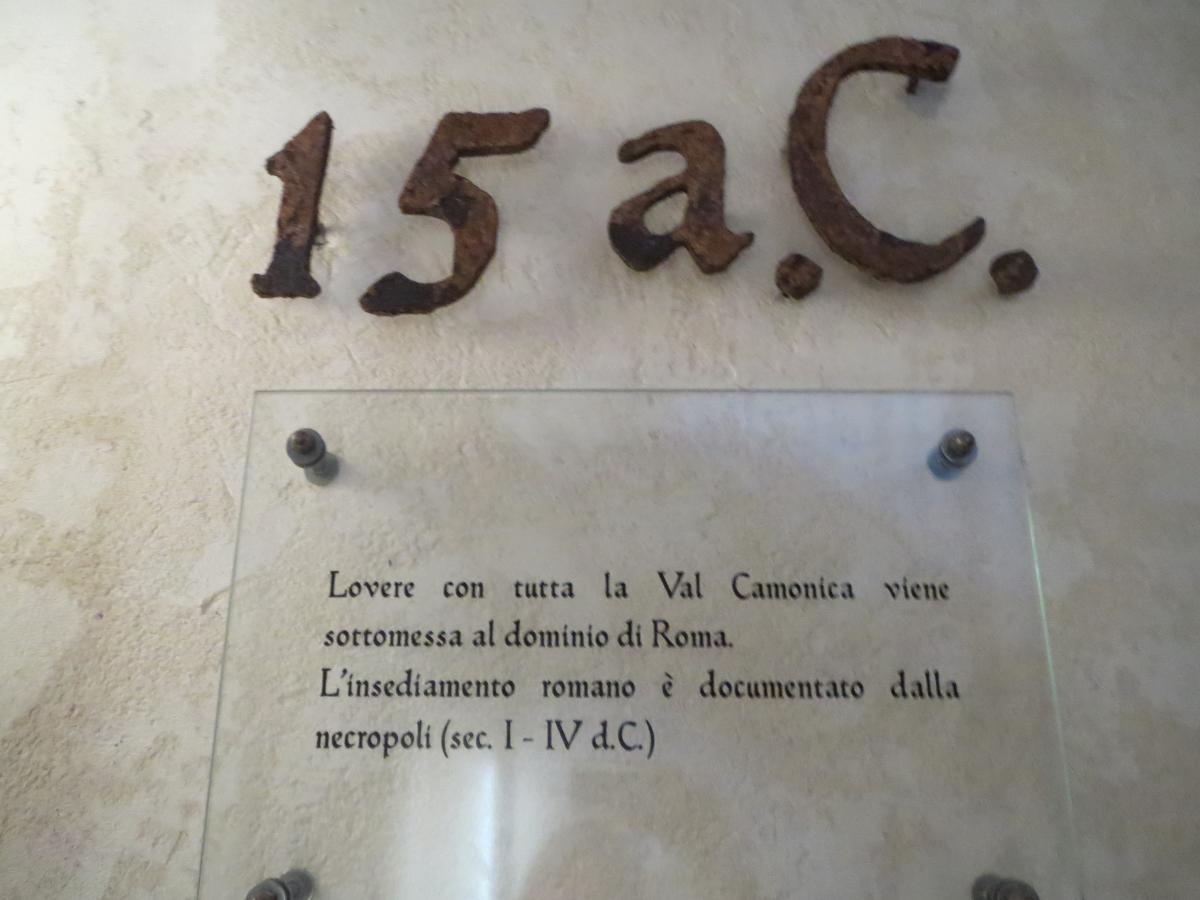 15 a.C.
Lovere con tutta la Val Camonica viene
sottomessa al dominio di Roma.
L'insediamento romano è documentato dalla
necropoli (sec. I - IV d.C.)